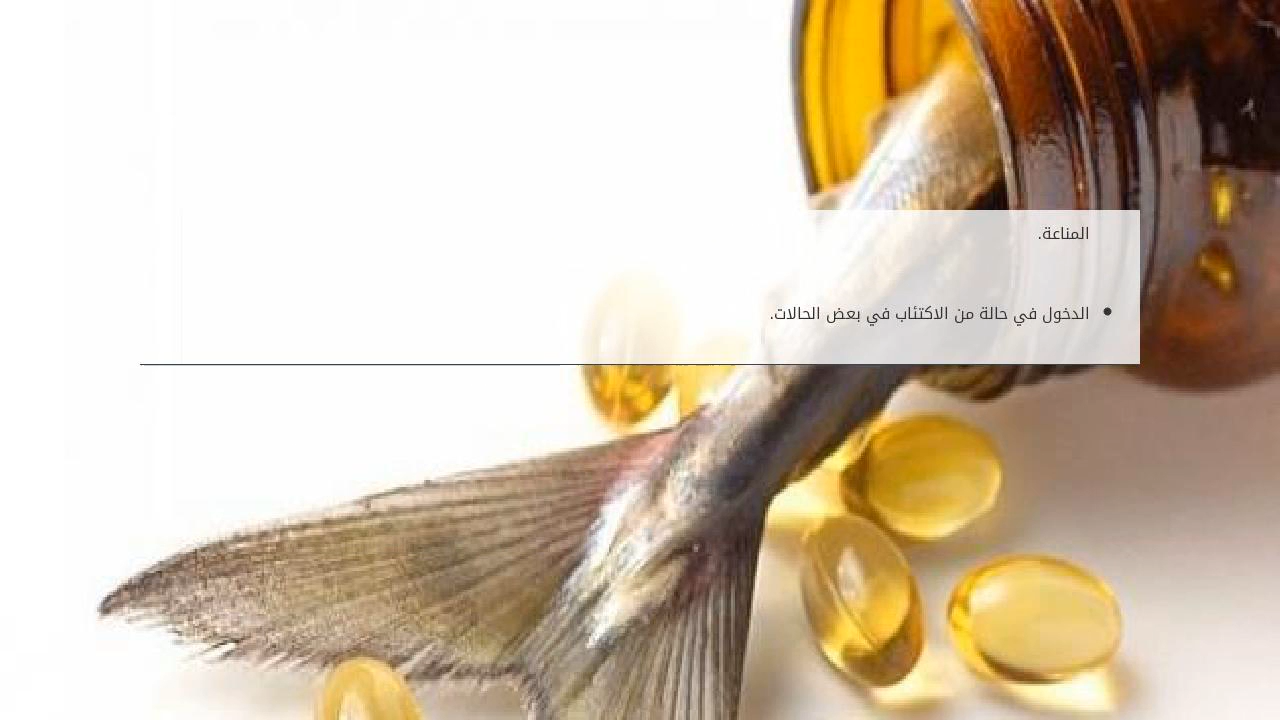 المناعة.
الدخول في حالة من الاكتئاب في بعض الحالات.